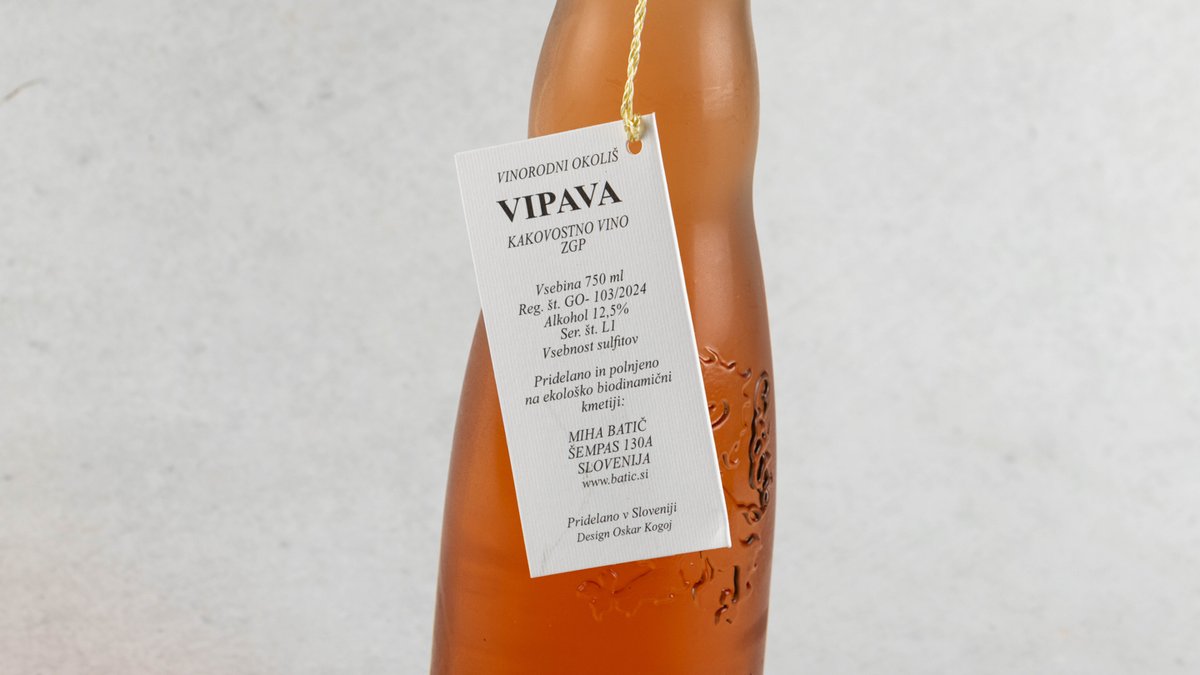 VINORODNI OKOLIŠ
VIPAVA
KAKOVOSTNO VINO
ZGP
Vsebina 750 ml
Reg. št. GO- 103/2024
Alkohol 12,5%
Ser. št. L1
Vsebnost sulfitov
Pridelano in polnjeno
na ekološko biodinamični
kmetiji:
MIHA BATIČ
ŠEMPAS 130A
SLOVENIJA
www.batic.si
Pridelano v Sloveniji
Design Oskar Kogoj